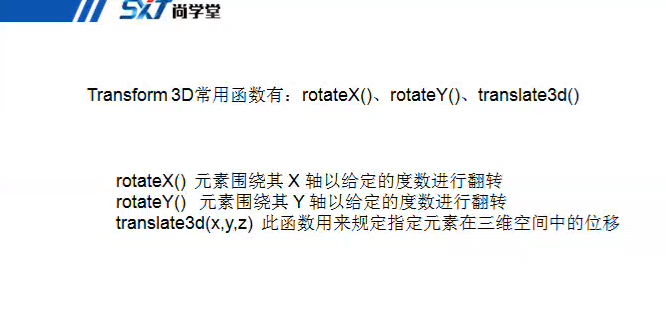 SXT 尚学堂
Transform 3D常用函数有：rotateX()、rotateY()、translate3d()
rotateX() 元素围绕其 X 轴以给定的度数进行翻转
rotateY() 元素围绕其 Y 轴以给定的度数进行翻转
translate3d(x,y,z) 此函数用来规定指定元素在三维空间中的位移